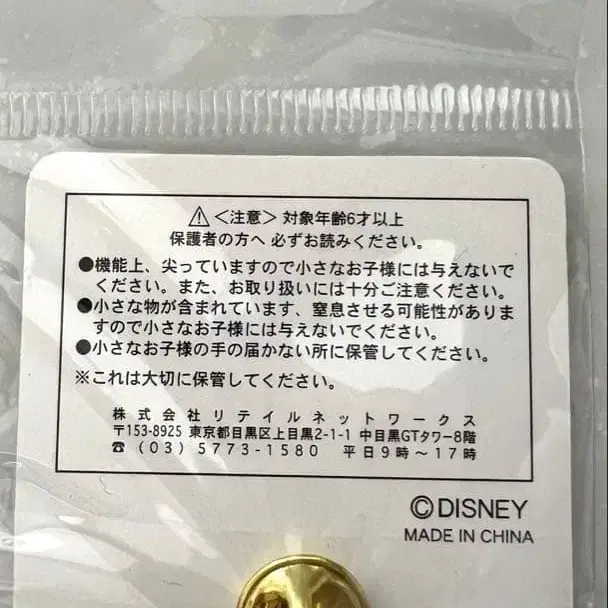 ⚠＜注意＞対象年齢6才以上
保護者の方へ 必ずお読みください。
●機能上、尖っていますので小さなお子様には与えないで
ください。また、お取り扱いには十分ご注意ください。
●小さな物が含まれています、窒息させる可能性がありま
すので小さなお子様には与えないでください。
●小さなお子様の手の届かない所に保管してください。
※これは大切に保管してください。
株式会社リテイルネットワークス
〒153-8925 東京都目黒区上目黒2-1-1 中目黒GTタワー8階
☎（03）5773-1580 平日9時～17時
©DISNEY
MADE IN CHINA